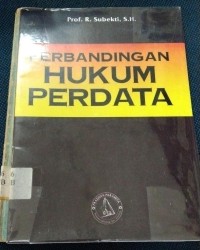 Prof. R. Subekti, S.H.
PERBANDINGAN
HUKUM
PERDATA